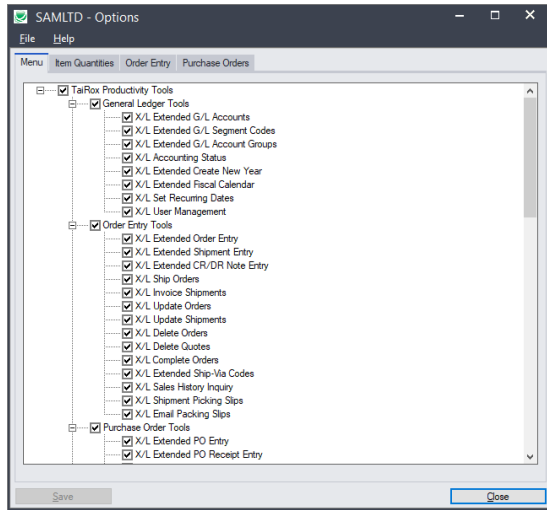 SAMLTD - Options
File Help
Menu Item Quantities Order Entry Purchase Orders
TaiRox Productivity Tools
General Ledger Tools
X/L Extended G/L Accounts
X/L Extended G/L Segment Codes
X/L Extended G/L Account Groups
X/L Accounting Status
X/L Extended Create New Year
X/L Extended Fiscal Calendar
X/L Set Recurring Dates
X/L User Management
Order Entry Tools
X/L Extended Order Entry
X/L Extended Shipment Entry
X/L Extended CR/DR Note Entry
X/L Ship Orders
X/L Invoice Shipments
X/L Update Orders
X/L Update Shipments
X/L Delete Orders
X/L Delete Quotes
X/L Complete Orders
X/L Extended Ship-Via Codes
X/L Sales History Inquiry
X/L Shipment Picking Slips
X/L Email Packing Slips
Purchase Order Tools
X/L Extended PO Entry
X/L Extended PO Receipt Entry
Save Close